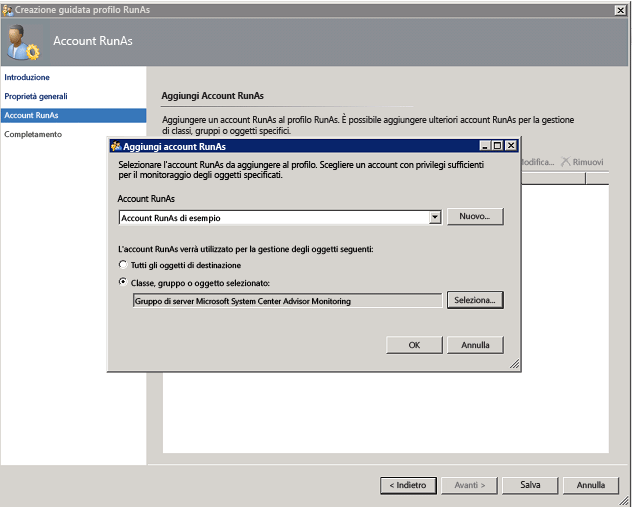 Creazione guidata profilo RunAs
Account RunAs
Introduzione
Proprietà generali
Account RunAs
Completamento
Aggiungi Account RunAs
Aggiungere un account RunAs al profilo RunAs. È possibile aggiungere ulteriori account RunAs per la gestione
di classi, gruppi o oggetti specifici.
Modifica... Rimuovi
Aggiungi account RunAs
Selezionare l'account RunAs da aggiungere al profilo. Scegliere un account con privilegi sufficienti
per il monitoraggio degli oggetti specificati.
Account RunAs
Account RunAs di esempio
Nuovo...
L'account RunAs verrà utilizzato per la gestione degli oggetti seguenti:
Tutti gli oggetti di destinazione
Classe, gruppo o oggetto selezionato:
Gruppo di server Microsoft System Center Advisor Monitoring
Seleziona...
OK Annulla
< Indietro Avanti > Salva Annulla